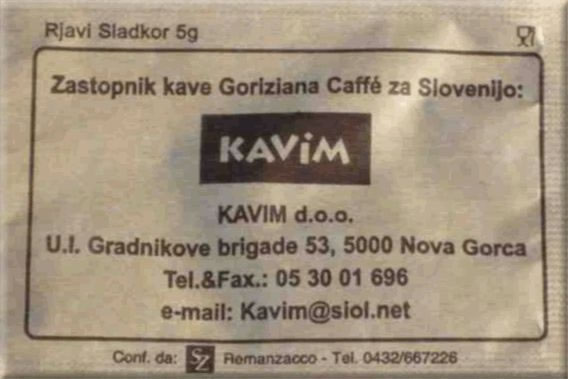 Rjavi Sladkor 5g
Zastopnik kave Goriziana Caffé za Slovenijo:
KAViM
KAVIM d.o.o.
U.l. Gradnikove brigade 53, 5000 Nova Gorca
Tel.&Fax.: 05 30 01 696
e-mail: Kavim@siol.net
Conf. da: SZ Remanzacco - Tel. 0432/667226